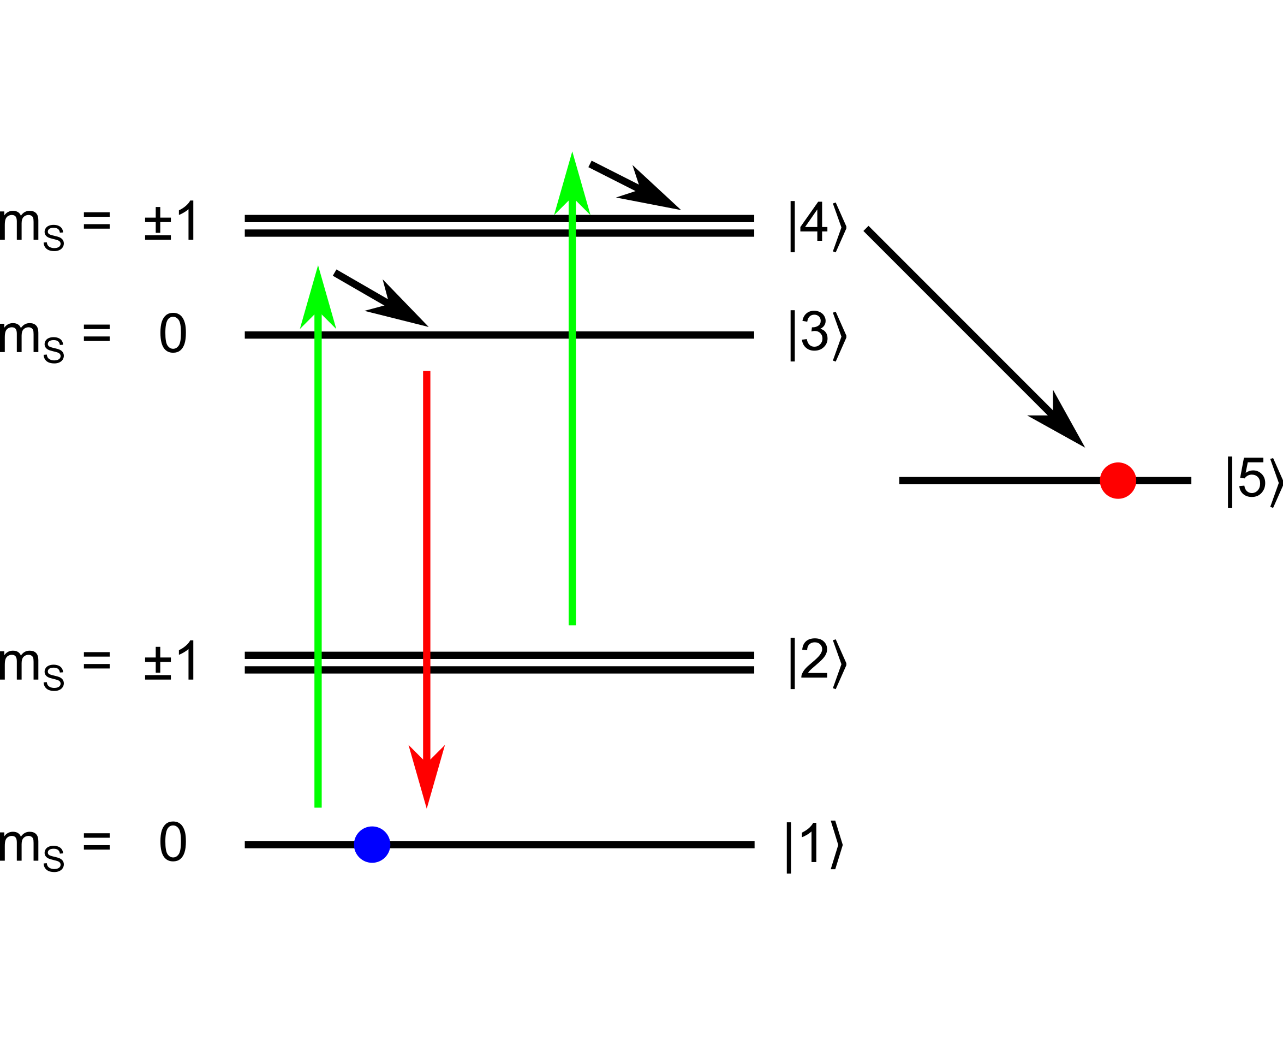 mS = ±1 |4⟩
mS = 0 |3⟩
|5⟩
mS = ±1 |2⟩
mS = 0 |1⟩